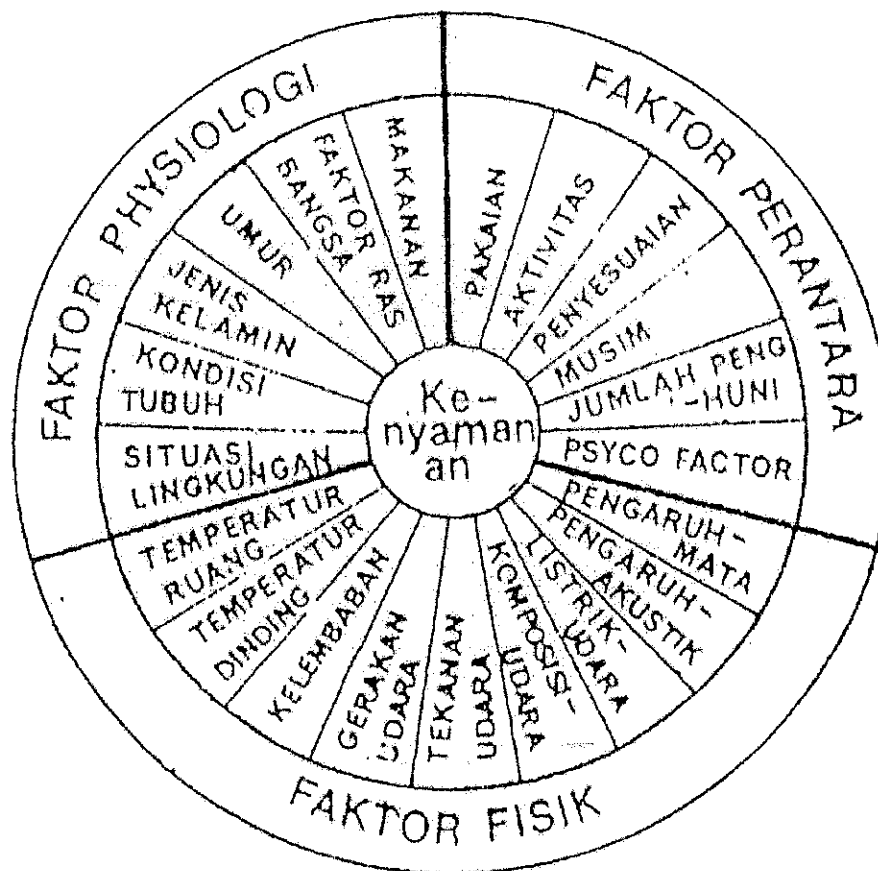 FAKTOR PHYSIOLOGI
MAKANAN
FAKTOR RAS
BANGSA
UMUR
JENIS
KELAMIN
KONDISI
TUBUH
SITUASI
LINGKUNGAN
FAKTOR PERANTARA
PAKAIAN
AKTIVITAS
PENYESUAIAN
MUSIM
JUMLAH PENG
-HUNI
PSYCO FACTOR
Ke-
nyaman
an
PENGARUH-
MATA
PENGARUH-
AKUSTIK
LISTRIK-
UDARA
KOMPOSISI-
UDARA
TEKANAN
UDARA
GERAKAN
UDARA
KELEMBABAN
TEMPERATUR
DINDING
TEMPERATUR
RUANG
FAKTOR FISIK